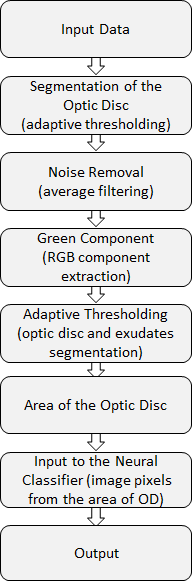 Input Data
Segmentation of the
Optic Disc
(adaptive thresholding)
Noise Removal
(average filtering)
Green Component
(RGB component
extraction)
Adaptive Thresholding
(optic disc and exudates
segmentation)
Area of the Optic Disc
Input to the Neural
Classifier (image pixels
from the area of OD)
Output